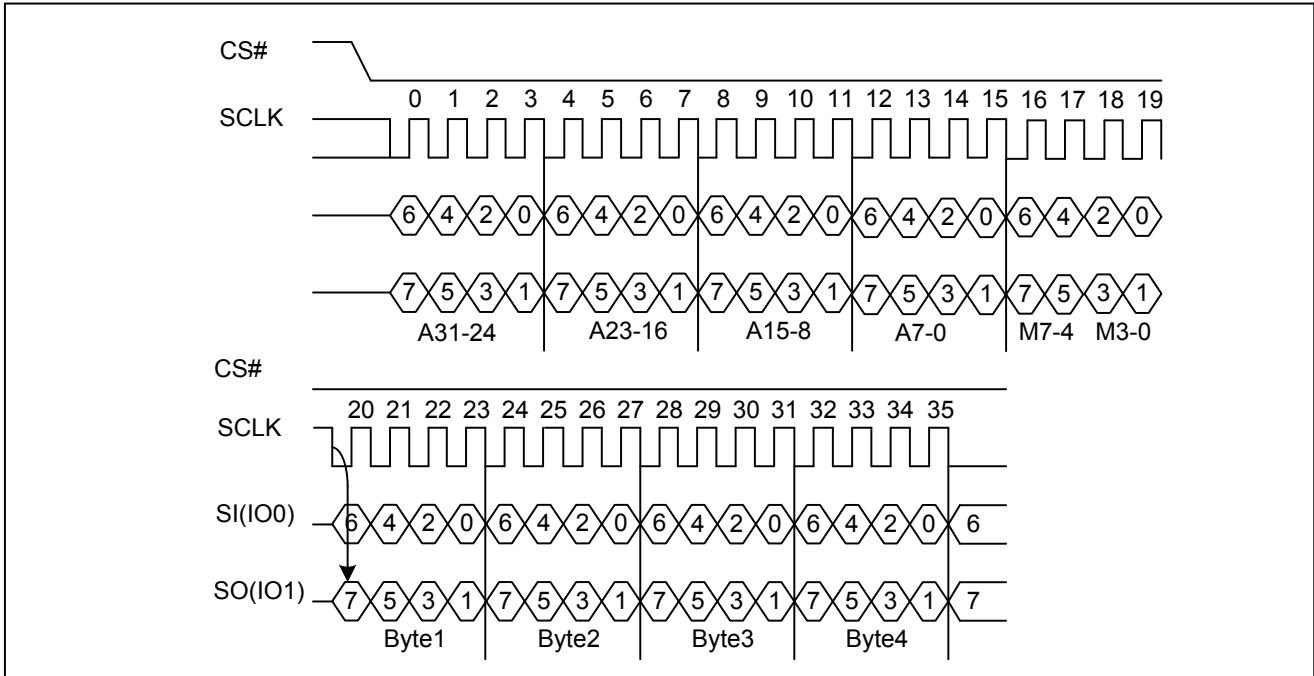 CS#
0 1 2 3 4 5 6 7 8 9 10 11 12 13 14 15 16 17 18 19
SCLK
6 4 2 0 6 4 2 0 6 4 2 0 6 4 2 0 6 4 2 0
7 5 3 1 7 5 3 1 7 5 3 1 7 5 3 1 7 5 3 1
A31-24 A23-16 A15-8 A7-0 M7-4 M3-0
CS#
20 21 22 23 24 25 26 27 28 29 30 31 32 33 34 35
SCLK
SI(IO0) 6 4 2 0 6 4 2 0 6 4 2 0 6 4 2 0 6
SO(IO1) 7 5 3 1 7 5 3 1 7 5 3 1 7 5 3 1 7
Byte1 Byte2 Byte3 Byte4